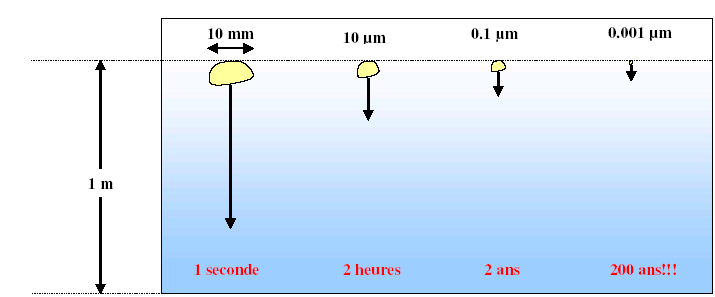 10 mm
10 µm
0.1 µm
0.001 µm
1 m
1 seconde
2 heures
2 ans
200 ans!!!